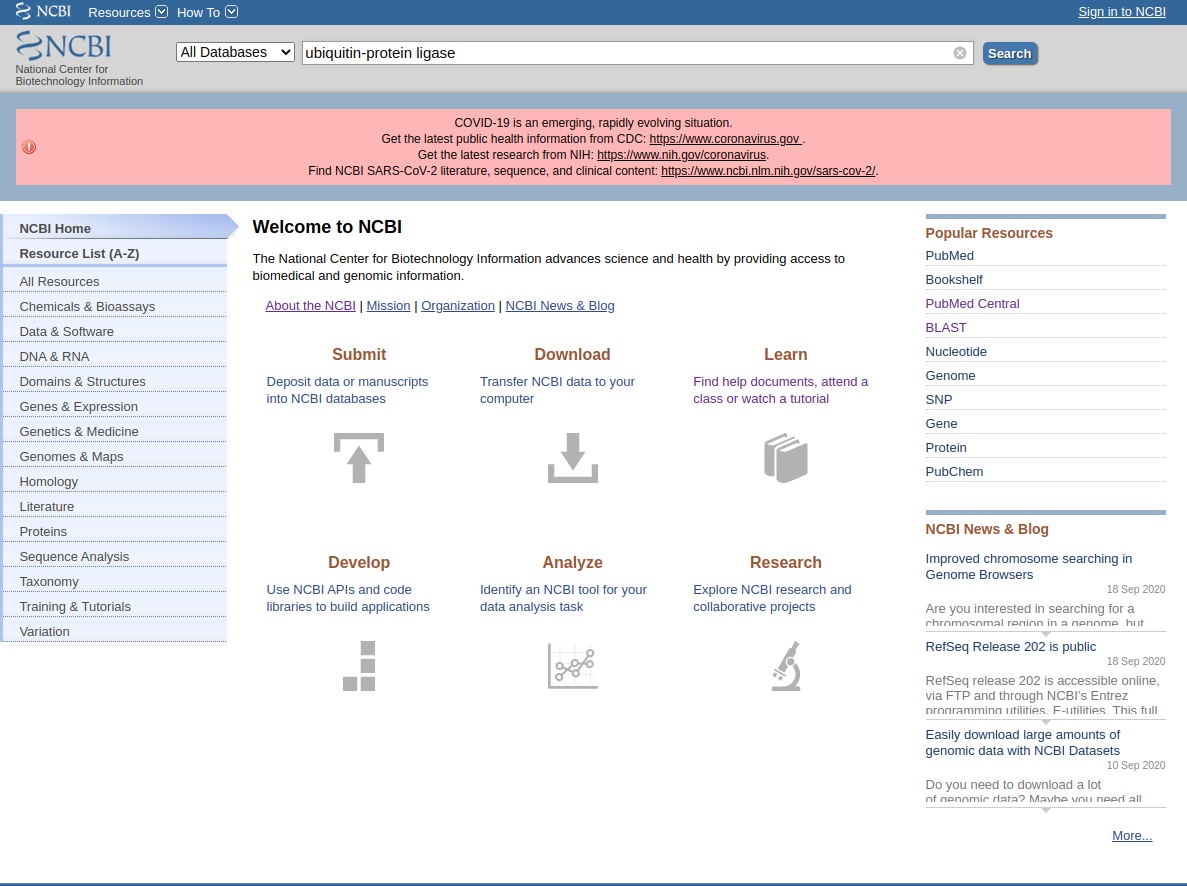 NCBI Resources How To Sign in to NCBI
NCBI
National Center for
Biotechnology Information
All Databases ubiquitin-protein ligase Search
COVID-19 is an emerging, rapidly evolving situation.
Get the latest public health information from CDC: https://www.coronavirus.gov .
Get the latest research from NIH: https://www.nih.gov/coronavirus.
Find NCBI SARS-CoV-2 literature, sequence, and clinical content: https://www.ncbi.nlm.nih.gov/sars-cov-2/.
NCBI Home
Resource List (A-Z)
All Resources
Chemicals & Bioassays
Data & Software
DNA & RNA
Domains & Structures
Genes & Expression
Genetics & Medicine
Genomes & Maps
Homology
Literature
Proteins
Sequence Analysis
Taxonomy
Training & Tutorials
Variation
Welcome to NCBI
The National Center for Biotechnology Information advances science and health by providing access to
biomedical and genomic information.
About the NCBI | Mission | Organization | NCBI News & Blog
Submit
Deposit data or manuscripts
into NCBI databases
Download
Transfer NCBI data to your
computer
Learn
Find help documents, attend a
class or watch a tutorial
Develop
Use NCBI APIs and code
libraries to build applications
Analyze
Identify an NCBI tool for your
data analysis task
Research
Explore NCBI research and
collaborative projects
Popular Resources
PubMed
Bookshelf
PubMed Central
BLAST
Nucleotide
Genome
SNP
Gene
Protein
PubChem
NCBI News & Blog
Improved chromosome searching in
Genome Browsers
18 Sep 2020
Are you interested in searching for a
chromosomal region in a genome, but
RefSeq Release 202 is public
18 Sep 2020
RefSeq release 202 is accessible online,
via FTP and through NCBI's Entrez
programming utilities, E-utilities. This full
Easily download large amounts of
genomic data with NCBI Datasets
10 Sep 2020
Do you need to download a lot
of genomic data? Maybe you need all
More...